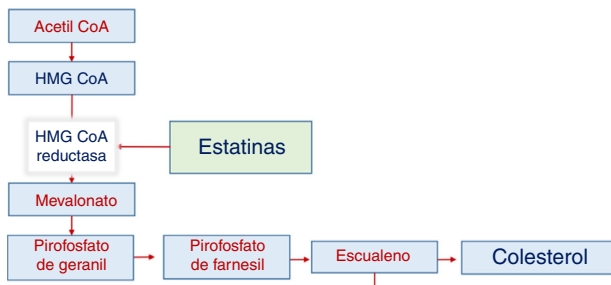 Acetil CoA
HMG CoA
HMG CoA
reductasa
Estatinas
Mevalonato
Pirofosfato
de geranil
Pirofosfato
de farnesil
Escualeno
Colesterol